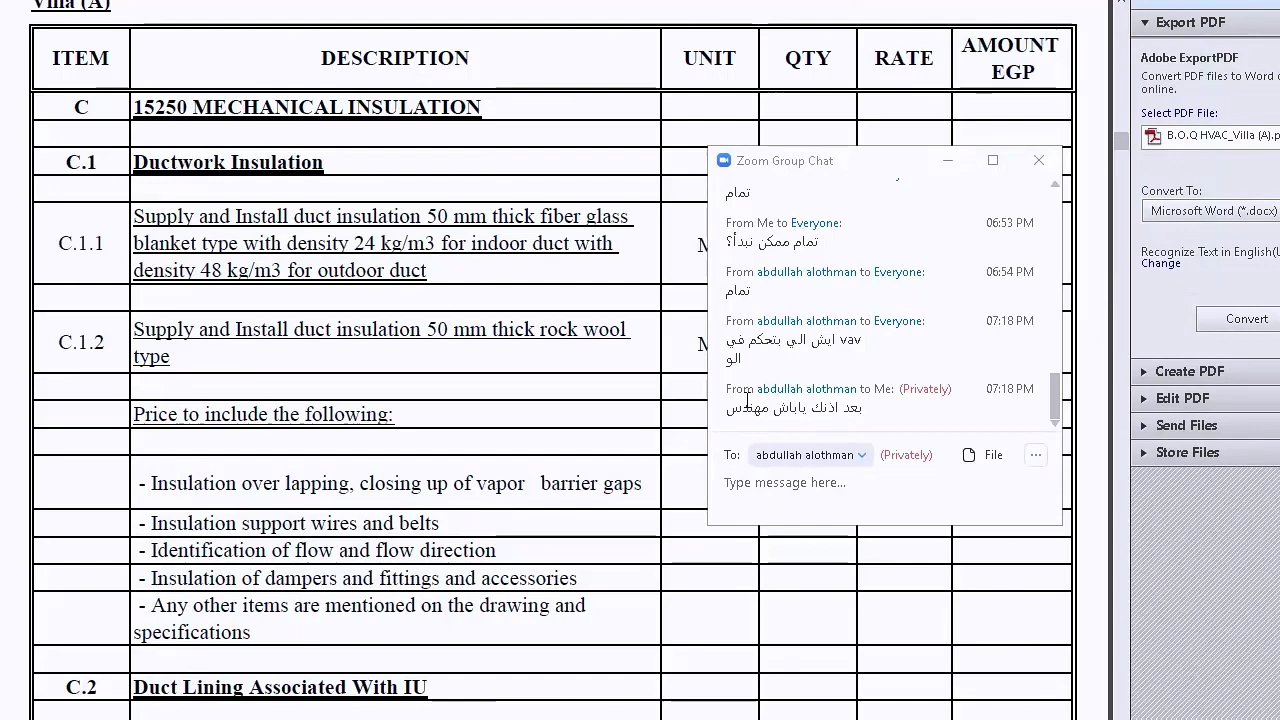 Villa (A)
ITEM DESCRIPTION UNIT QTY RATE AMOUNT EGP
C 15250 MECHANICAL INSULATION
C.1 Ductwork Insulation
C.1.1 Supply and Install duct insulation 50 mm thick fiber glass
blanket type with density 24 kg/m3 for indoor duct with
density 48 kg/m3 for outdoor duct
C.1.2 Supply and Install duct insulation 50 mm thick rock wool
type
Price to include the following:
- Insulation over lapping, closing up of vapor barrier gaps
- Insulation support wires and belts
- Identification of flow and flow direction
- Insulation of dampers and fittings and accessories
- Any other items are mentioned on the drawing and
specifications
C.2 Duct Lining Associated With IU
Zoom Group Chat
تمام
From Me to Everyone: 06:53 PM
تمام ممكن نبدأ؟
From abdullah alothman to Everyone: 06:54 PM
تمام
From abdullah alothman to Everyone: 07:18 PM
vav ايش الي يتحكم في
الو
From abdullah alothman to Me: (Privately) 07:18 PM
بعد اذنك ياباش مهندس
To: abdullah alothman (Privately) File
Type message here...
Export PDF
Adobe ExportPDF
Convert PDF files to Word
online.
Select PDF File:
B.O.Q HVAC_Villa (A).p
Convert To:
Microsoft Word (*.docx)
Recognize Text in English(U
Change
Convert
Create PDF
Edit PDF
Send Files
Store Files